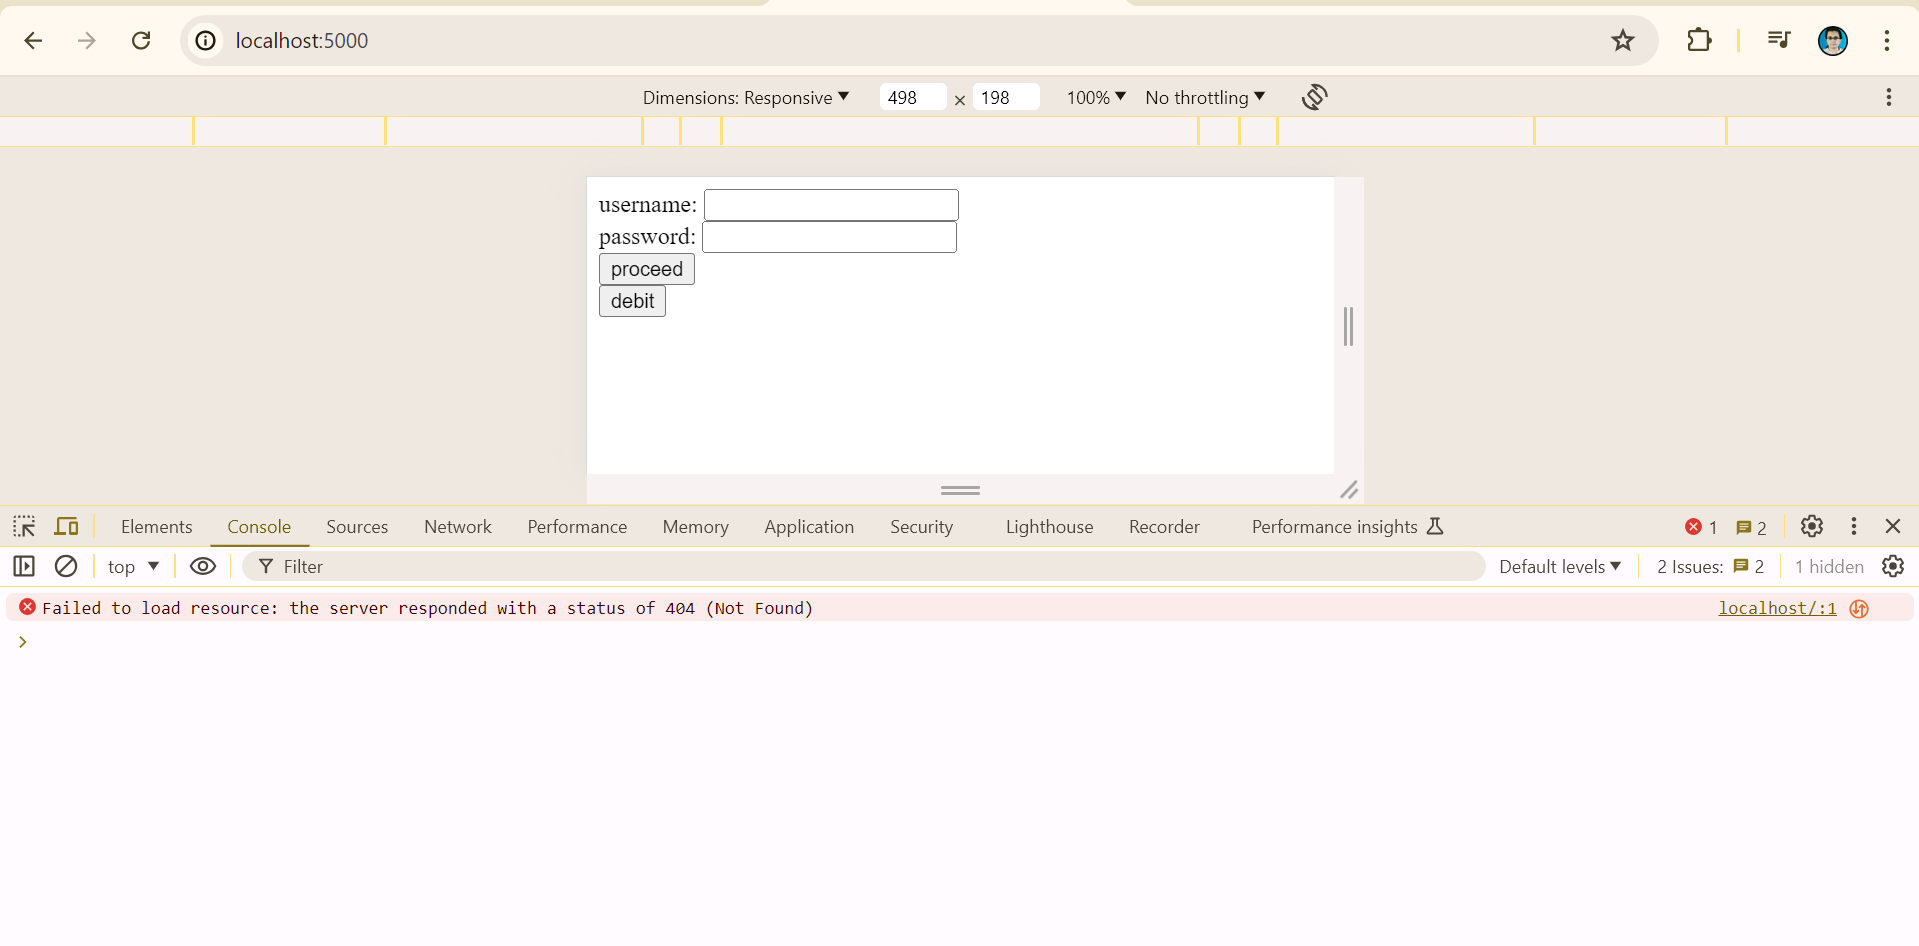 localhost:5000
Dimensions: Responsive 498 × 198 100% No throttling
username:
password:
proceed
debit
Elements Console Sources Network Performance Memory Application Security Lighthouse Recorder Performance insights 1 2
top Filter Default levels 2 Issues: 2 1 hidden
Failed to load resource: the server responded with a status of 404 (Not Found) localhost/:1